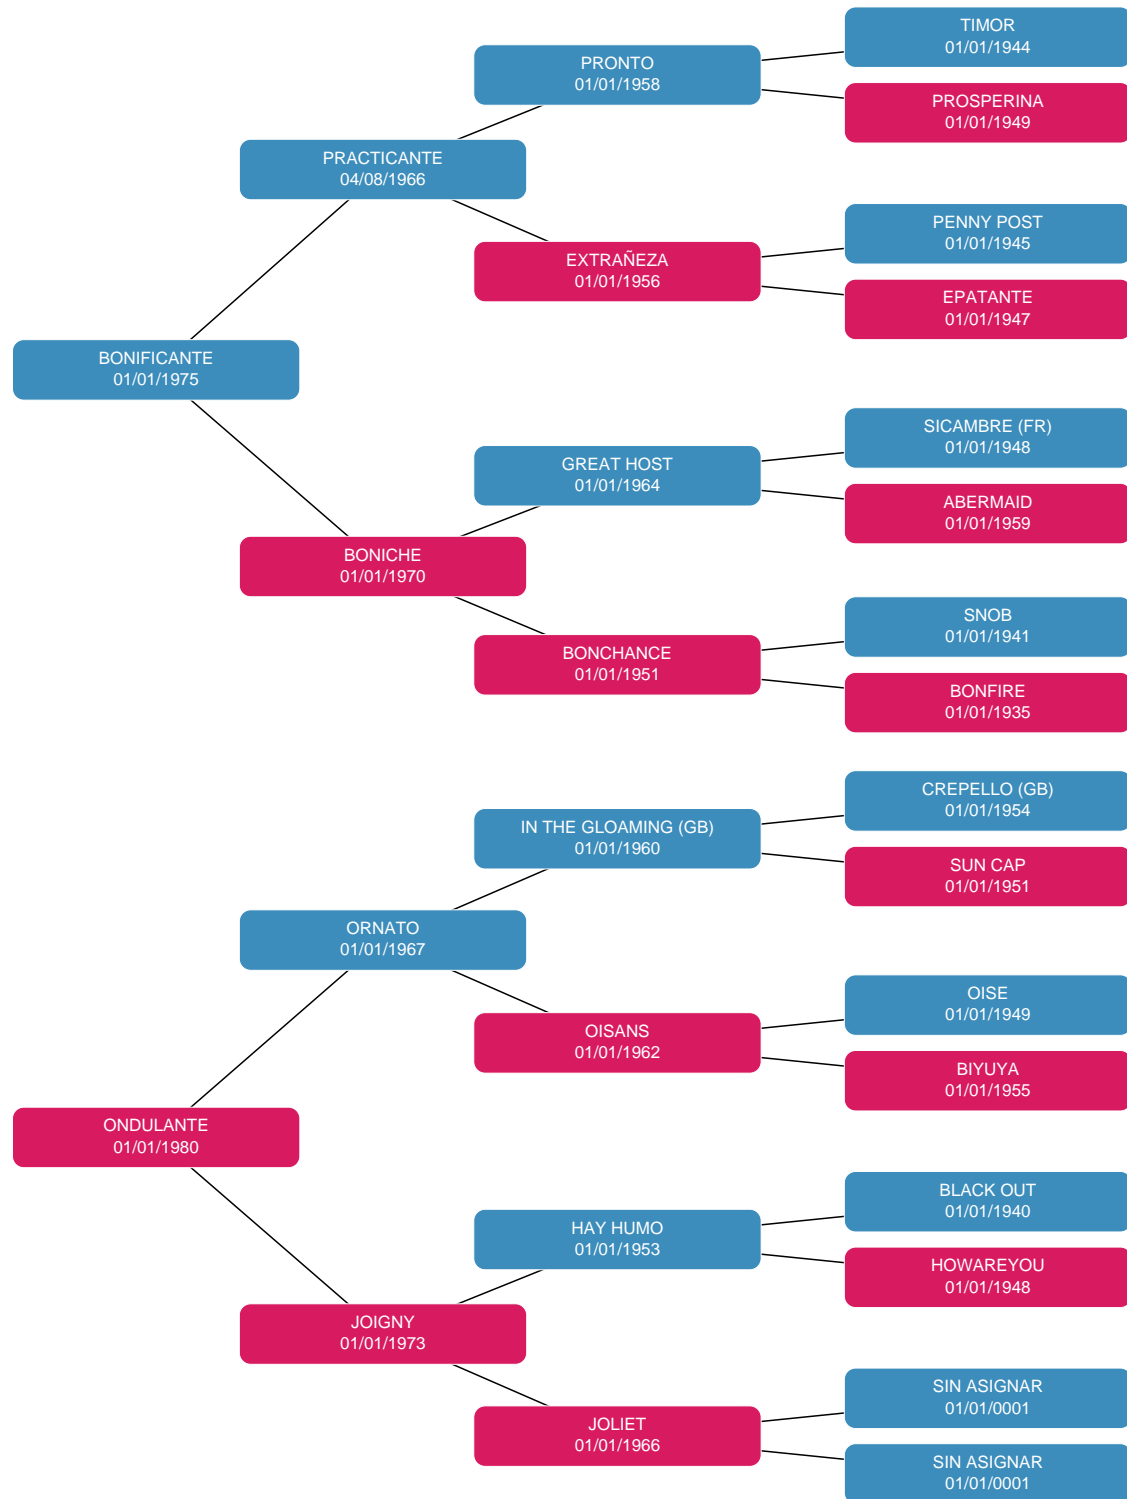 TIMOR
01/01/1944
PRONTO
01/01/1958
PROSPERINA
01/01/1949
PRACTICANTE
04/08/1966
PENNY POST
01/01/1945
EXTRAÑEZA
01/01/1956
EPATANTE
01/01/1947
BONIFICANTE
01/01/1975
SICAMBRE (FR)
01/01/1948
GREAT HOST
01/01/1964
ABERMAID
01/01/1959
BONICHE
01/01/1970
SNOB
01/01/1941
BONCHANCE
01/01/1951
BONFIRE
01/01/1935
CREPELLO (GB)
01/01/1954
IN THE GLOAMING (GB)
01/01/1960
SUN CAP
01/01/1951
ORNATO
01/01/1967
OISE
01/01/1949
OISANS
01/01/1962
BIYUYA
01/01/1955
ONDULANTE
01/01/1980
BLACK OUT
01/01/1940
HAY HUMO
01/01/1953
HOWAREYOU
01/01/1948
JOIGNY
01/01/1973
SIN ASIGNAR
01/01/0001
JOLIET
01/01/1966
SIN ASIGNAR
01/01/0001